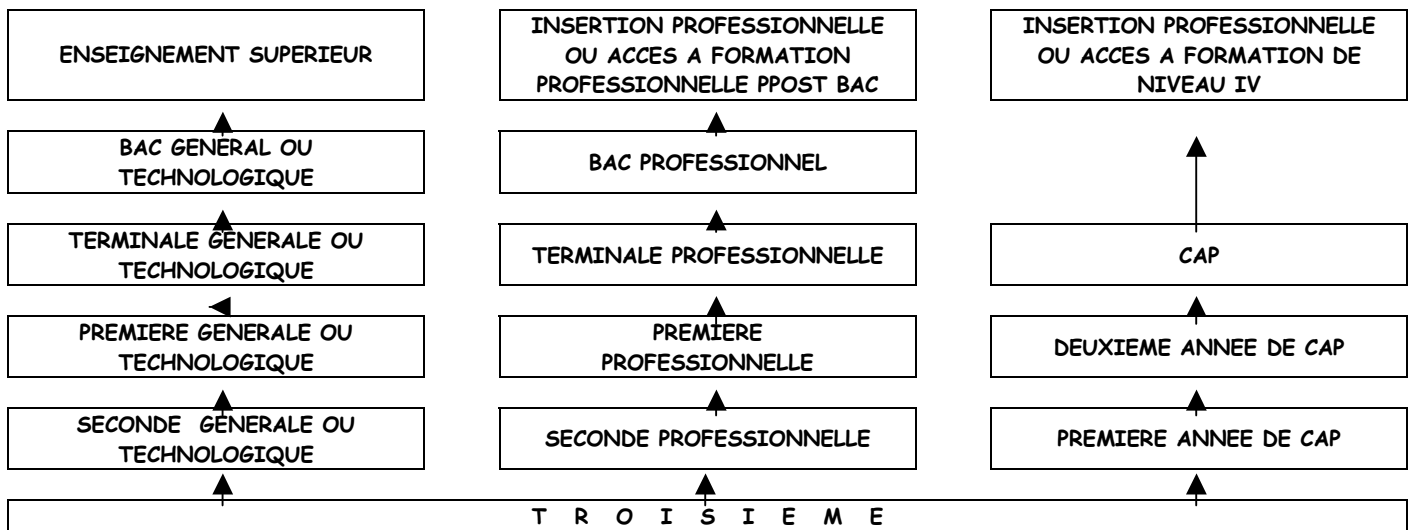 ENSEIGNEMENT SUPERIEUR
INSERTION PROFESSIONNELLE
OU ACCES A FORMATION
PROFESSIONNELLE PPOST BAC
INSERTION PROFESSIONNELLE
OU ACCES A FORMATION DE
NIVEAU IV
BAC GENERAL OU
TECHNOLOGIQUE
BAC PROFESSIONNEL
TERMINALE GENERALE OU
TECHNOLOGIQUE
TERMINALE PROFESSIONNELLE
CAP
PREMIERE GENERALE OU
TECHNOLOGIQUE
PREMIERE
PROFESSIONNELLE
DEUXIEME ANNEE DE CAP
SECONDE GENERALE OU
TECHNOLOGIQUE
SECONDE PROFESSIONNELLE
PREMIERE ANNEE DE CAP
T R O I S I E M E